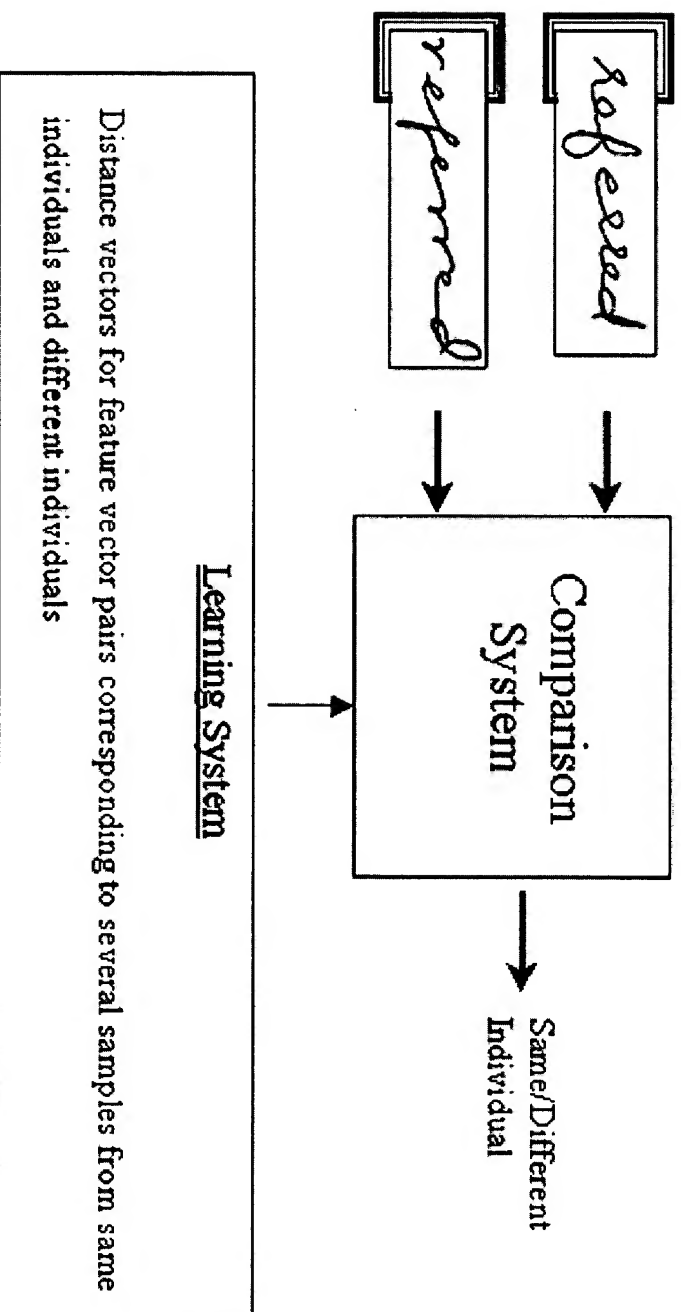 referred
referred
Comparison
System
Same/Different
Individual
Learning System
Distance vectors for feature vector pairs corresponding to several samples from same
individuals and different individuals